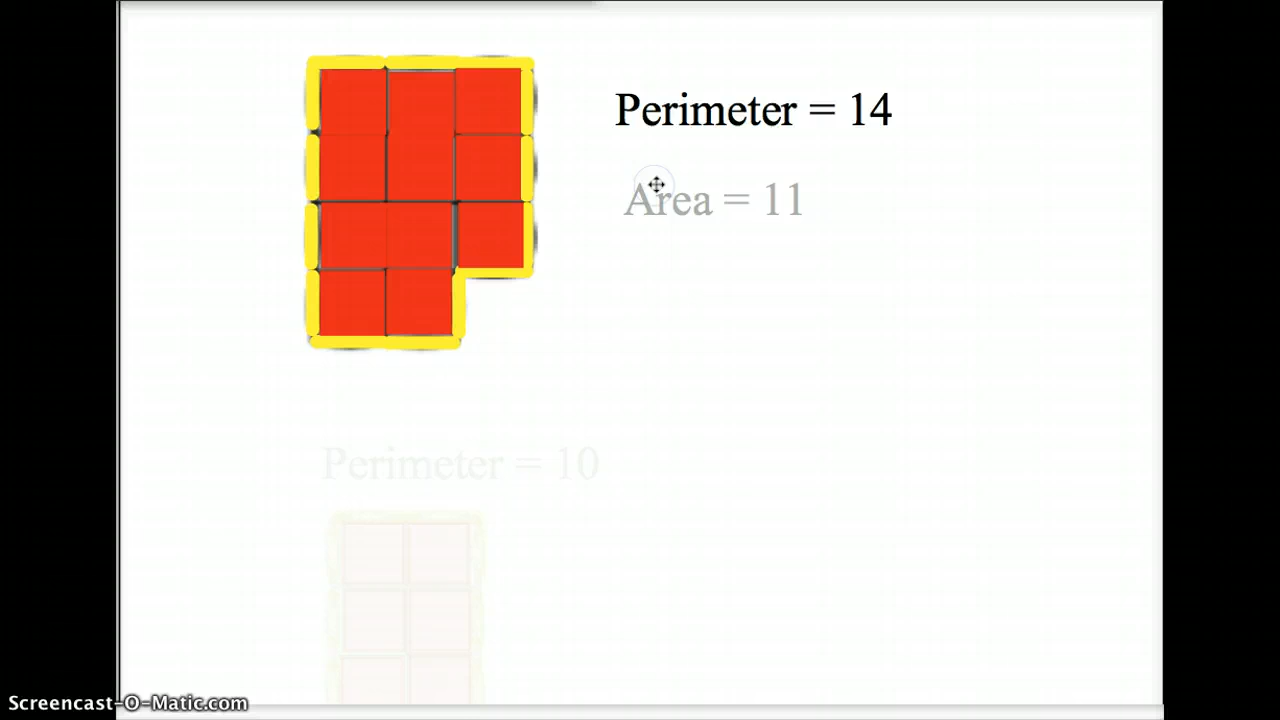 Perimeter = 14
Area = 11
Perimeter = 10
Screencast-O-Matic.com